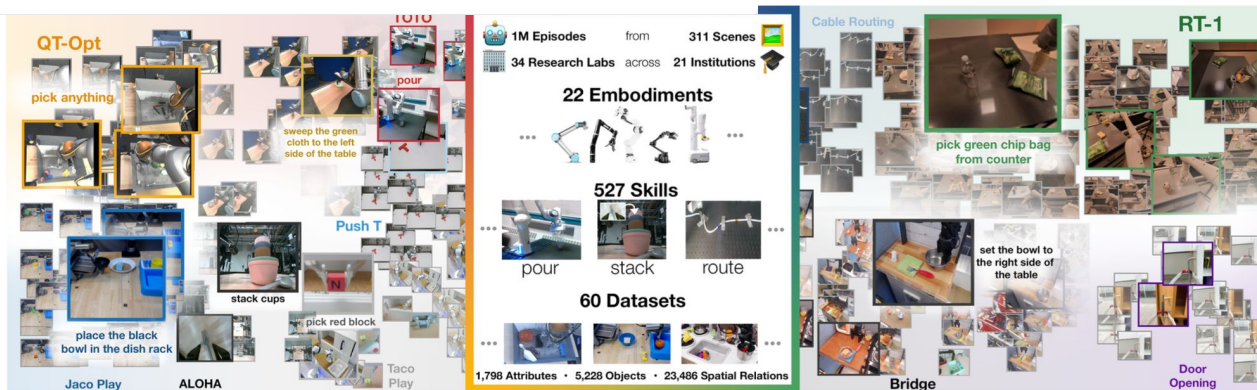 QT-Opt
pick anything
sweep the green
cloth to the left
side of the table
TOTO
pour
Push T
stack cups
N
pick red block
place the black
bowl in the dish rack
Jaco Play
ALOHA
Taco
Play
1M Episodes from 311 Scenes
34 Research Labs across 21 Institutions
22 Embodiments
527 Skills
pour stack route
60 Datasets
1,798 Attributes • 5,228 Objects • 23,486 Spatial Relations
Cable Routing
RT-1
pick green chip bag
from counter
set the bowl to
the right side of
the table
Bridge
Door
Opening